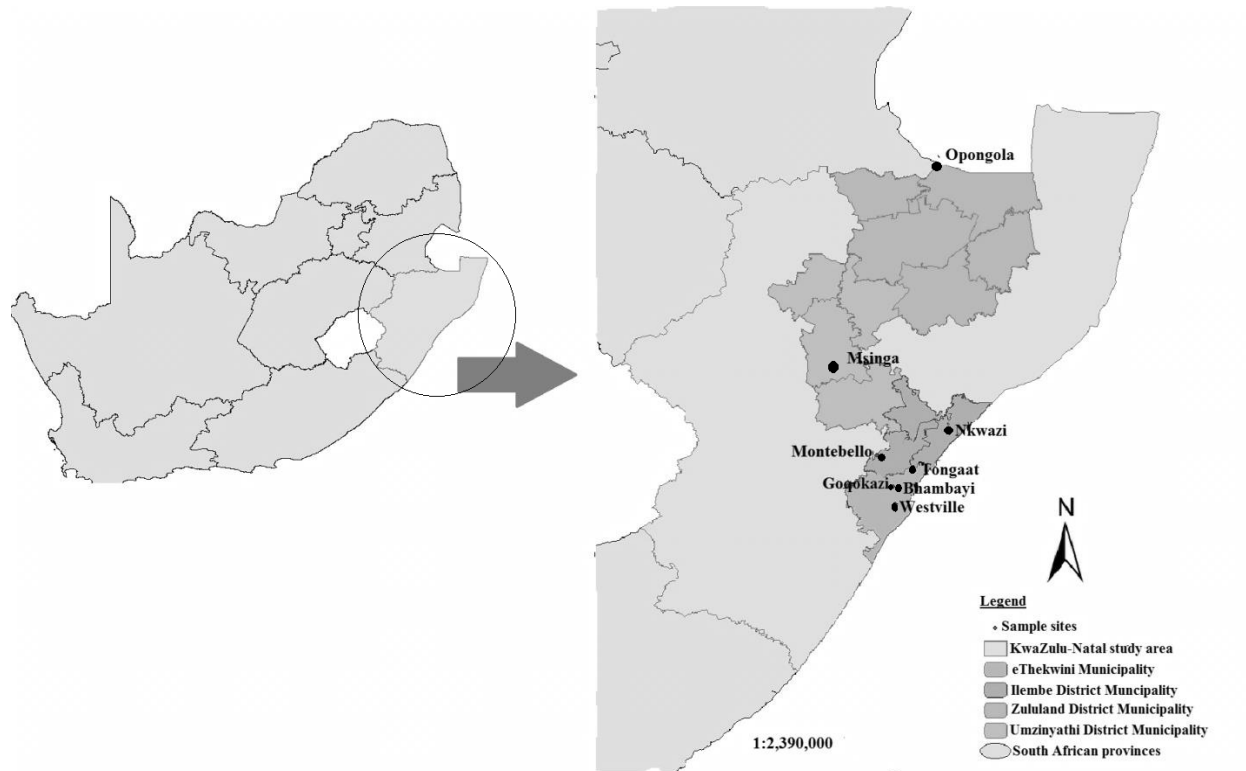 Opongola
Msinga
Nkwazi
Montebello
Tongaat
Goqokazi
Bhambayi
Westville
N
Legend
Sample sites
KwaZulu-Natal study area
eThekwini Municipality
Ilembe District Muncipality
Zululand District Municipality
Umzinyathi District Municipality
South African provinces
1:2,390,000